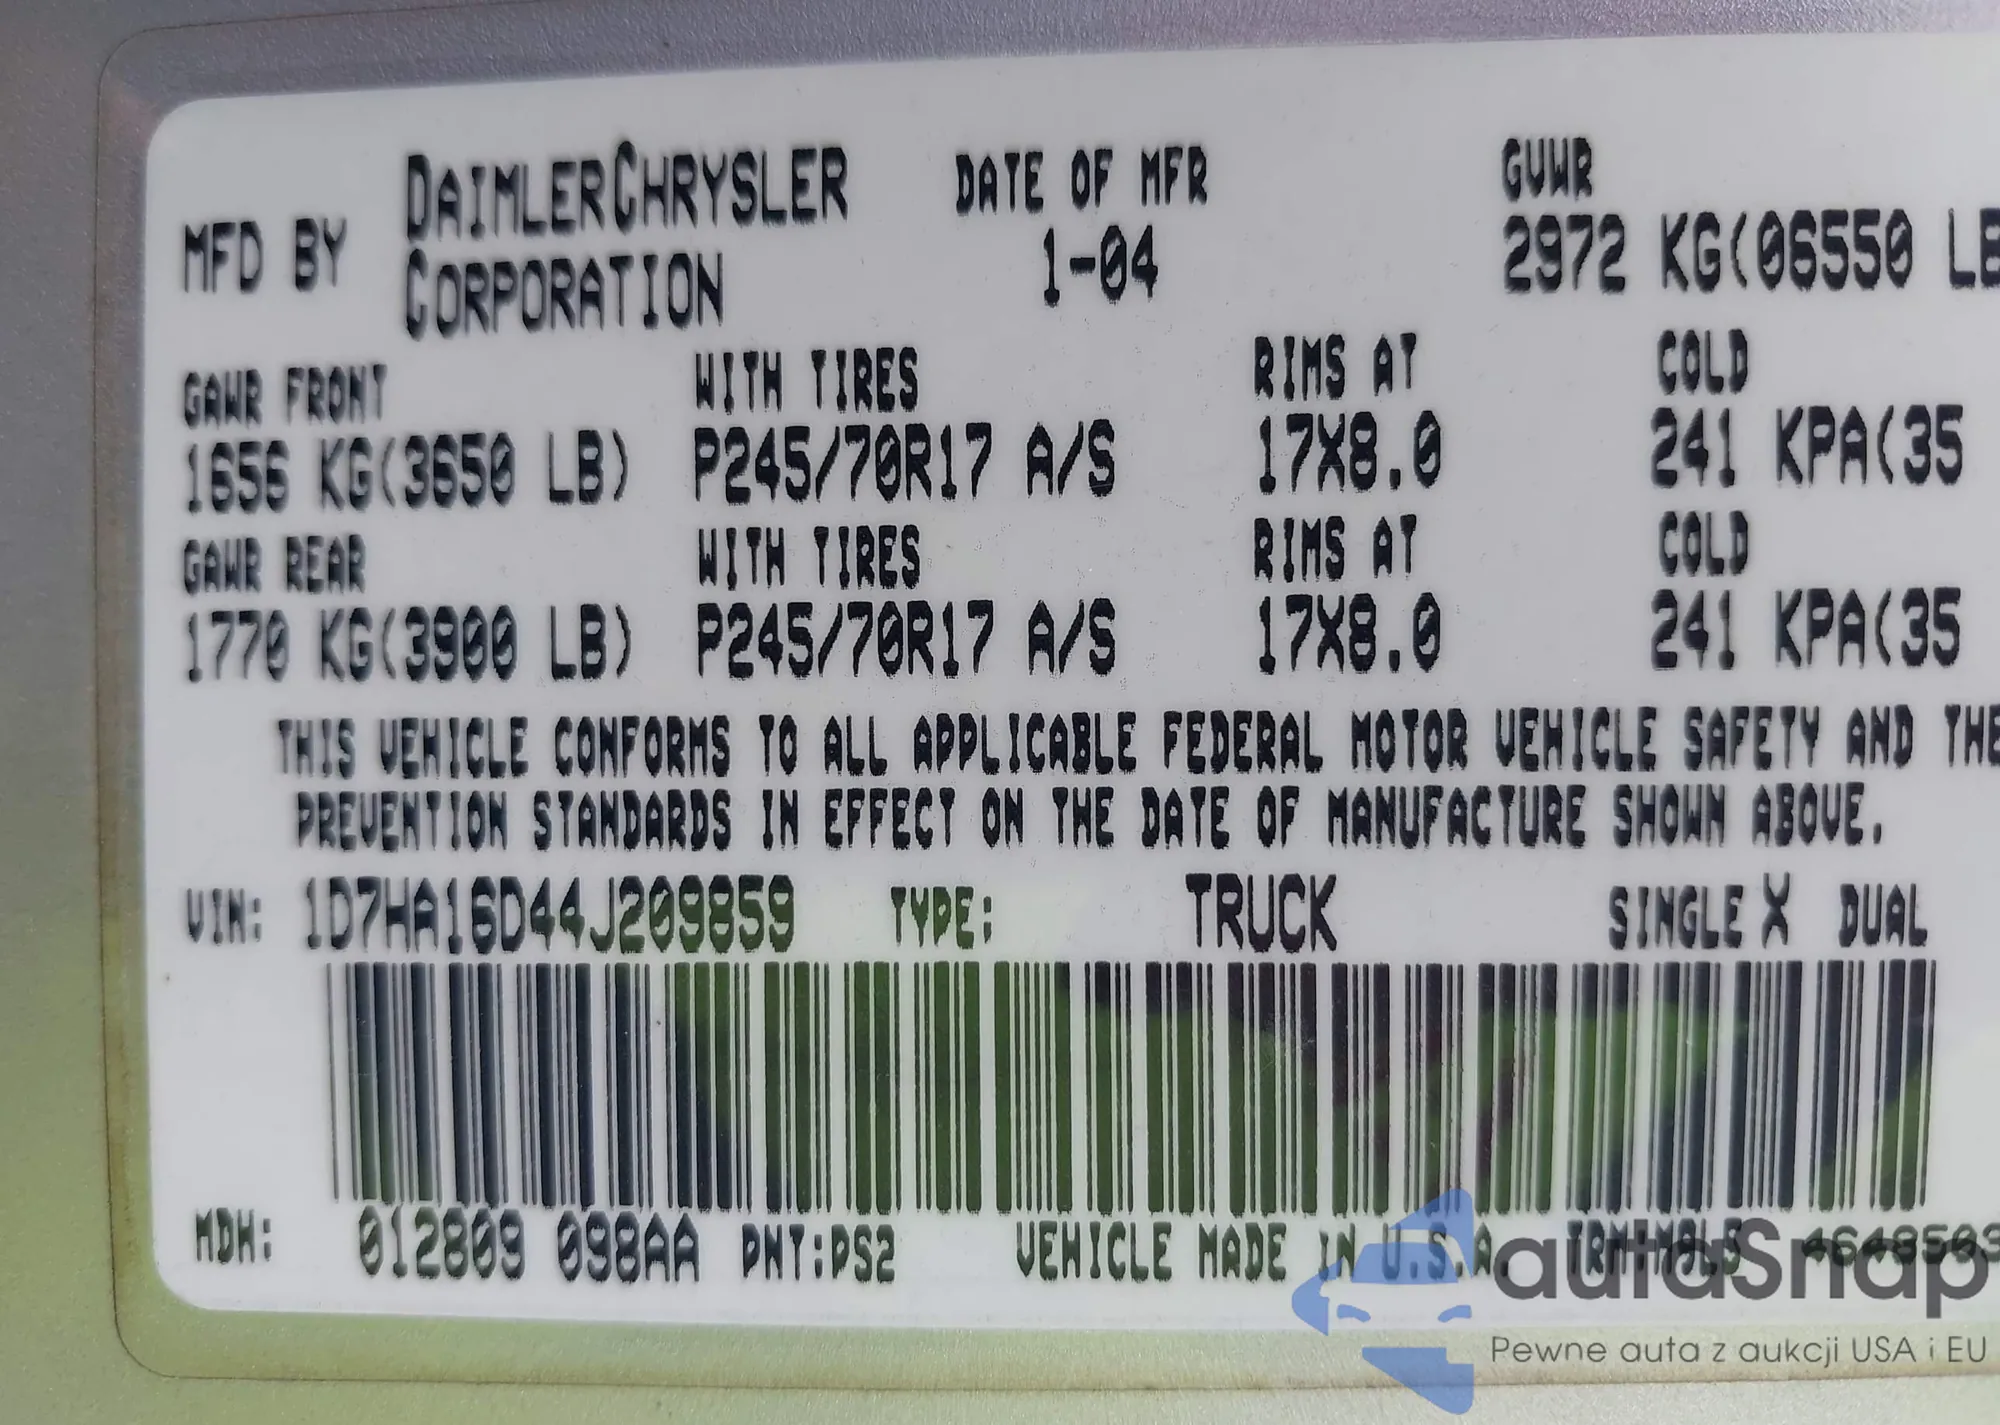 MFD BY DAIMLERCHRYSLER CORPORATION DATE OF MFR 1-04 GVWR 2972 KG(06550 LB
GAWR FRONT WITH TIRES RIMS AT COLD
1656 KG(3650 LB) P245/70R17 A/S 17X8.0 241 KPA(35
GAWR REAR WITH TIRES RIMS AT COLD
1770 KG(3900 LB) P245/70R17 A/S 17X8.0 241 KPA(35
THIS VEHICLE CONFORMS TO ALL APPLICABLE FEDERAL MOTOR VEHICLE SAFETY AND THE
PREVENTION STANDARDS IN EFFECT ON THE DATE OF MANUFACTURE SHOWN ABOVE.
VIN: 1D7HA16D44J209859 TYPE: TRUCK SINGLE X DUAL
MDH: 012809 098AA PNT:PS2 VEHICLE MADE IN U.S.A.
autaSnap
Pewne auta z aukcji USA i EU